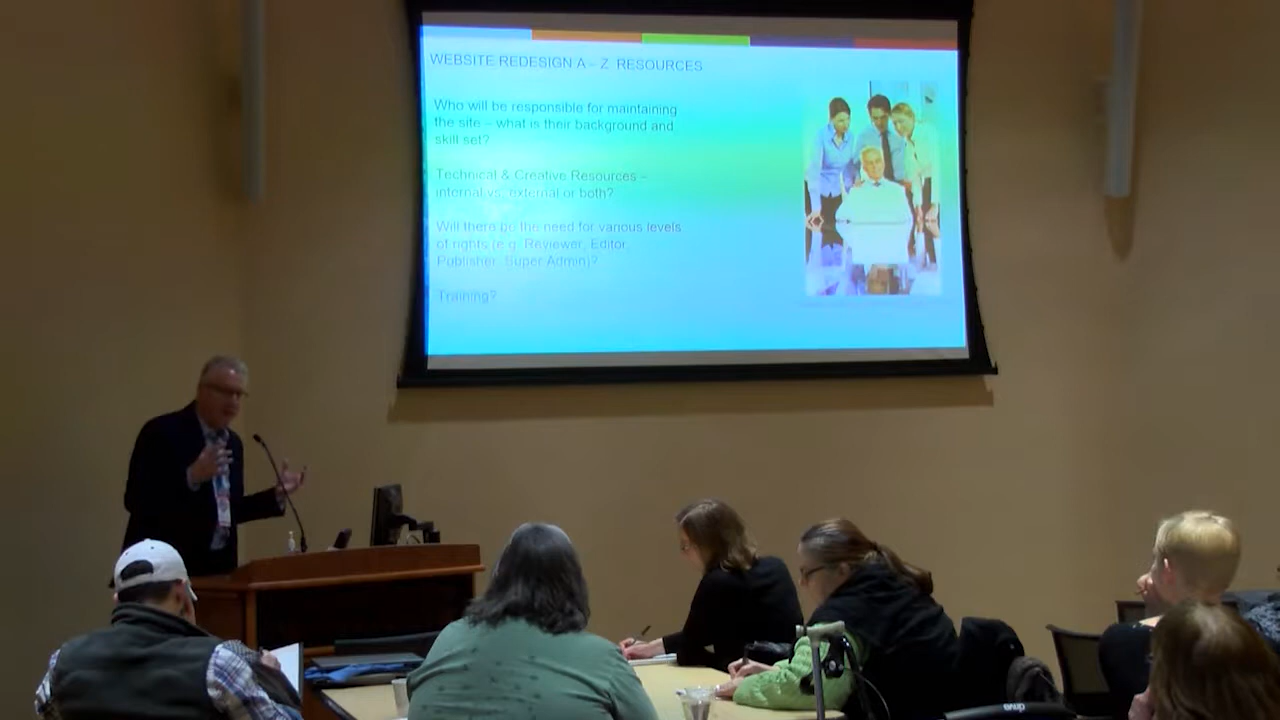 WEBSITE REDESIGN A – Z RESOURCES
Who will be responsible for maintaining
the site – what is their background and
skill set?
Technical & Creative Resources –
internal vs. external or both?
Will there be the need for various levels
of rights (e.g. Reviewer, Editor,
Publisher, Super Admin)?
Training?
drive